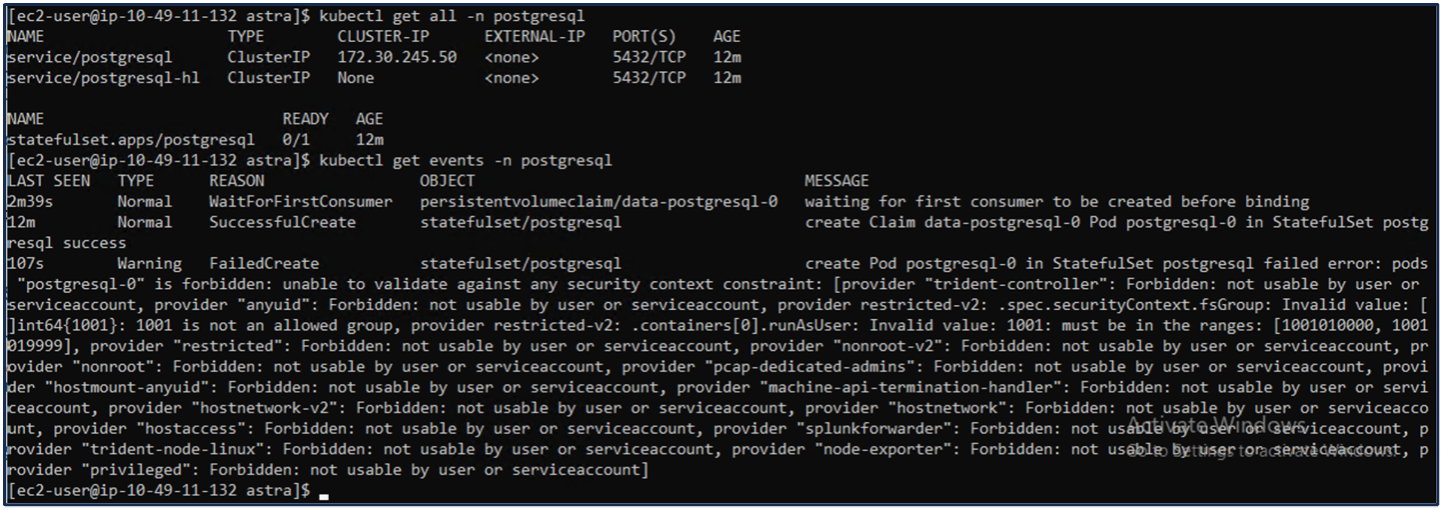 [ec2-user@ip-10-49-11-132 astra]$ kubectl get all -n postgresql
NAME TYPE CLUSTER-IP EXTERNAL-IP PORT(S) AGE
service/postgresql ClusterIP 172.30.245.50 <none> 5432/TCP 12m
service/postgresql-hl ClusterIP None <none> 5432/TCP 12m
NAME READY AGE
statefulset.apps/postgresql 0/1 12m
[ec2-user@ip-10-49-11-132 astra]$ kubectl get events -n postgresql
LAST SEEN TYPE REASON OBJECT MESSAGE
2m39s Normal WaitForFirstConsumer persistentvolumeclaim/data-postgresql-0 waiting for first consumer to be created before binding
12m Normal SuccessfulCreate statefulset/postgresql create Claim data-postgresql-0 Pod postgresql-0 in StatefulSet postg
resql success
107s Warning FailedCreate statefulset/postgresql create Pod postgresql-0 in StatefulSet postgresql failed error: pods
"postgresql-0" is forbidden: unable to validate against any security context constraint: [provider "trident-controller": Forbidden: not usable by user or
serviceaccount, provider "anyuid": Forbidden: not usable by user or serviceaccount, provider restricted-v2: .spec.securityContext.fsGroup: Invalid value: [
]int64{1001}: 1001 is not an allowed group, provider restricted-v2: .containers[0].runAsUser: Invalid value: 1001: must be in the ranges: [1001010000, 1001
019999], provider "restricted": Forbidden: not usable by user or serviceaccount, provider "nonroot-v2": Forbidden: not usable by user or serviceaccount, pr
ovider "nonroot": Forbidden: not usable by user or serviceaccount, provider "pcap-dedicated-admins": Forbidden: not usable by user or serviceaccount, provi
der "hostmount-anyuid": Forbidden: not usable by user or serviceaccount, provider "machine-api-termination-handler": Forbidden: not usable by user or servi
ceaccount, provider "hostnetwork-v2": Forbidden: not usable by user or serviceaccount, provider "hostnetwork": Forbidden: not usable by user or serviceacco
unt, provider "hostaccess": Forbidden: not usable by user or serviceaccount, provider "splunkforwarder": Forbidden: not usable by user or serviceaccount, p
rovider "trident-node-linux": Forbidden: not usable by user or serviceaccount, provider "node-exporter": Forbidden: not usable by user or serviceaccount, p
rovider "privileged": Forbidden: not usable by user or serviceaccount]
[ec2-user@ip-10-49-11-132 astra]$
Activate Windows
Go to Settings to activate Windows.